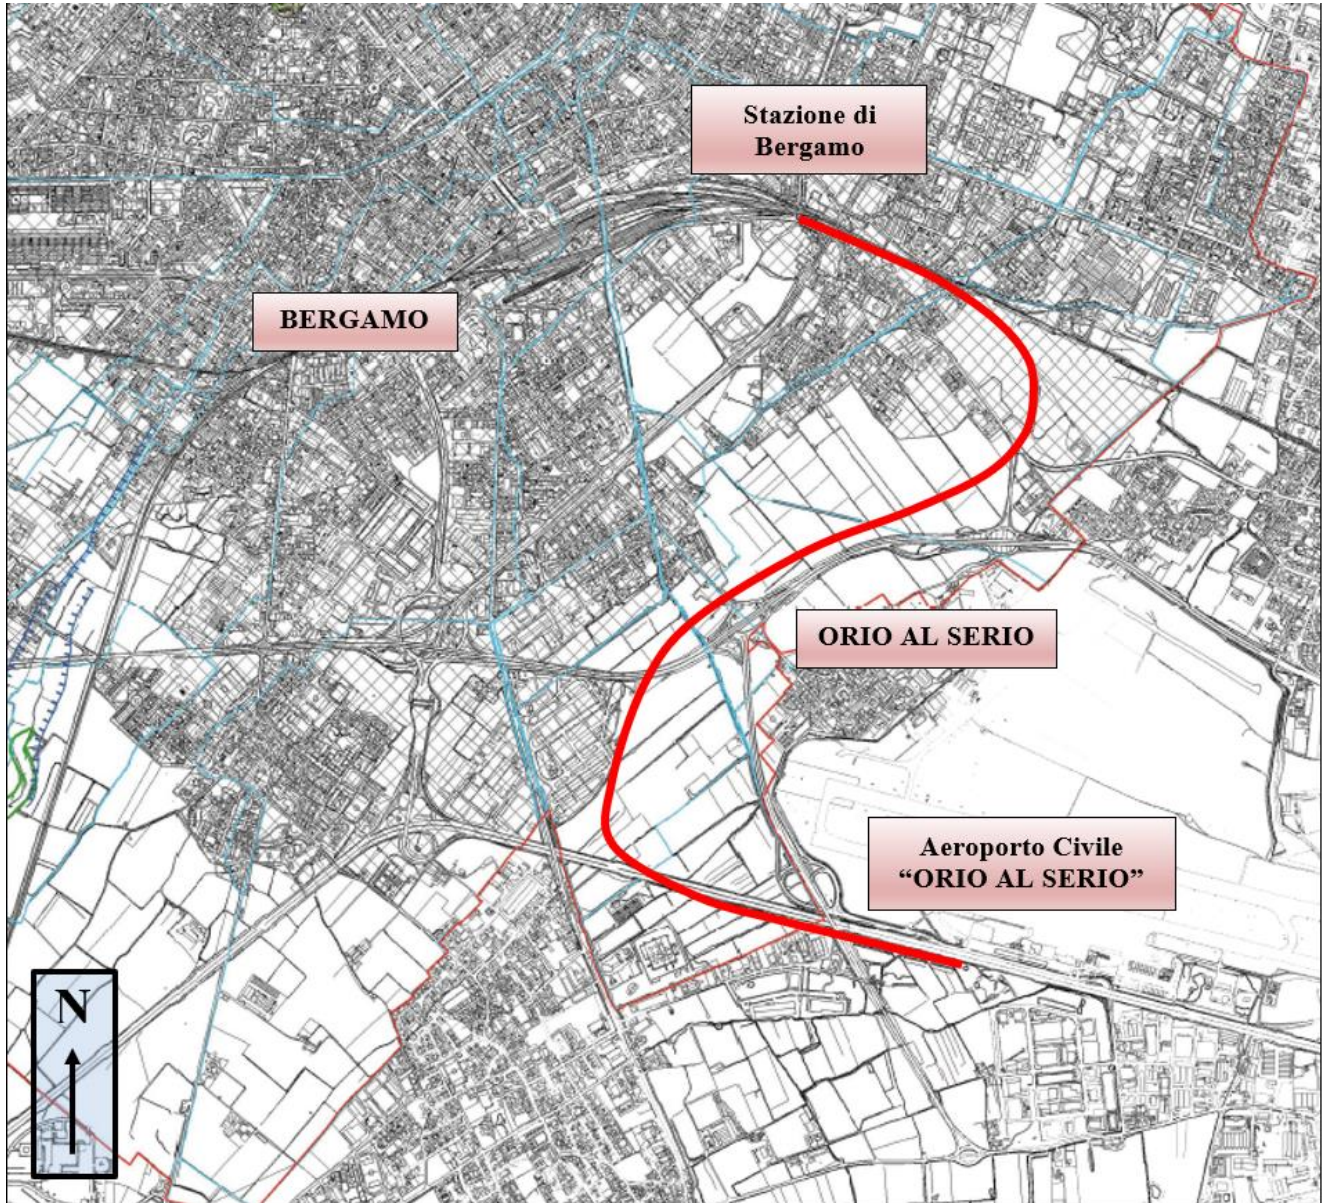 Stazione di
Bergamo
BERGAMO
ORIO AL SERIO
Aeroporto Civile
“ORIO AL SERIO”
N